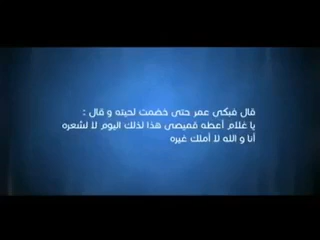 قال فبكى عمر حتى خضمت لحيته و قال :
يا غلام أعطه قميصي هذا لذلك اليوم لا لشعره
أنا و الله لا أملك غيره